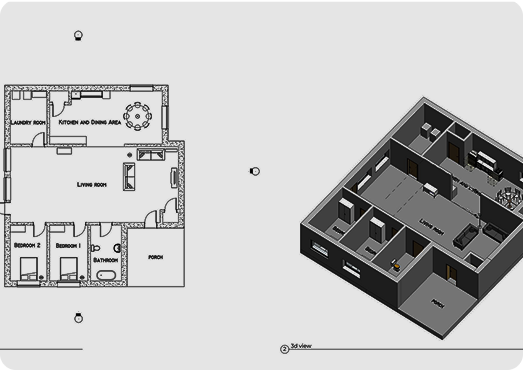 LAUNDRY ROOM
KITCHEN AND DINING AREA
LIVING ROOM
BEDROOM 2
BEDROOM 1
BATHROOM
PORCH
LIVING ROOM
PORCH
2
3d view